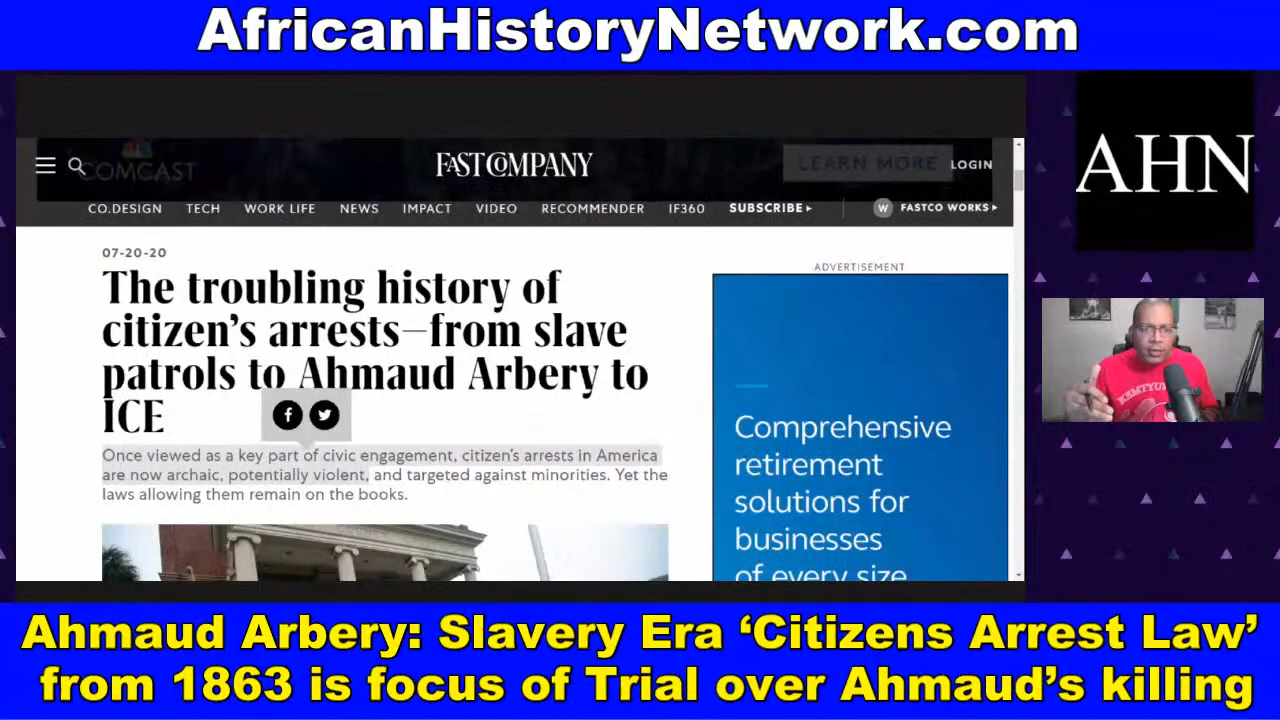 AfricanHistoryNetwork.com
AHN
COMCAST
FAST COMPANY
LEARN MORE
LOGIN
CO.DESIGN TECH WORK LIFE NEWS IMPACT VIDEO RECOMMENDER IF360 SUBSCRIBE W FASTCO WORKS
07-20-20
The troubling history of
citizen's arrests—from slave
patrols to Ahmaud Arbery to
ICE
Once viewed as a key part of civic engagement, citizen's arrests in America
are now archaic, potentially violent, and targeted against minorities. Yet the
laws allowing them remain on the books.
ADVERTISEMENT
Comprehensive
retirement
solutions for
businesses
of every size
Ahmaud Arbery: Slavery Era ‘Citizens Arrest Law’
from 1863 is focus of Trial over Ahmaud’s killing